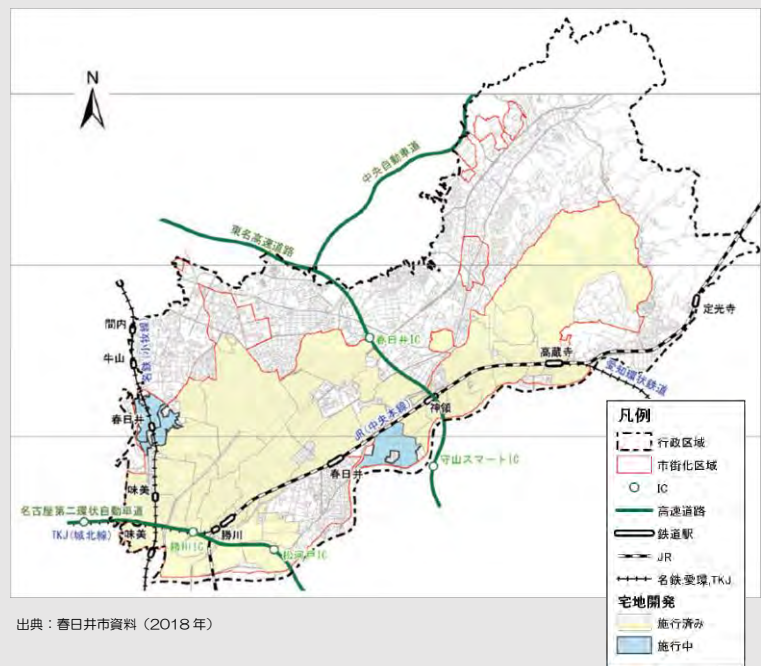 N
中央自動車道
東名高速道路
定光寺
間内
名鉄(小牧線)
春日井IC
牛山
高蔵寺
愛知環状鉄道
神領
春日井
JR(中央本線)
守山スマートIC
春日井
味美
名古屋第二環状自動車道
味美
勝川
TKJ(城北線)
勝川IC
松河戸IC
凡例
行政区域
市街化区域
IC
高速道路
鉄道駅
JR
名鉄,愛環,TKJ
宅地開発
施行済み
施行中
出典:春日井市資料(2018年)